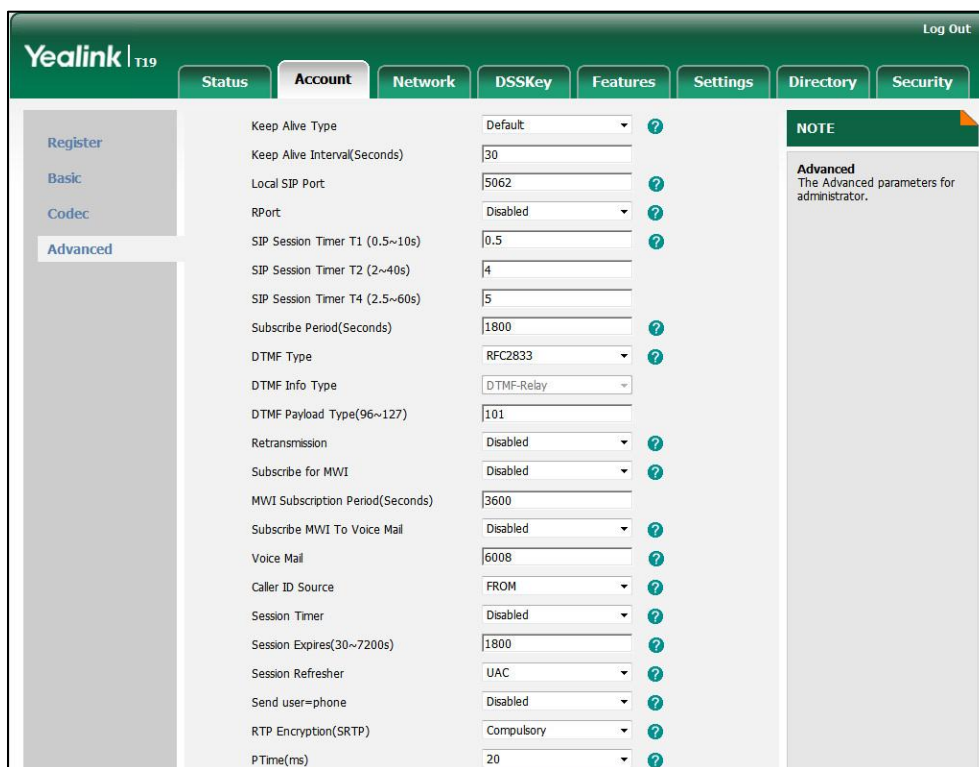 Log Out
Yealink | T19
Status Account Network DSSKey Features Settings Directory Security
Register
Basic
Codec
Advanced
Keep Alive Type Default
Keep Alive Interval(Seconds) 30
Local SIP Port 5062
RPort Disabled
SIP Session Timer T1 (0.5~10s) 0.5
SIP Session Timer T2 (2~40s) 4
SIP Session Timer T4 (2.5~60s) 5
Subscribe Period(Seconds) 1800
DTMF Type RFC2833
DTMF Info Type DTMF-Relay
DTMF Payload Type(96~127) 101
Retransmission Disabled
Subscribe for MWI Disabled
MWI Subscription Period(Seconds) 3600
Subscribe MWI To Voice Mail Disabled
Voice Mail 6008
Caller ID Source FROM
Session Timer Disabled
Session Expires(30~7200s) 1800
Session Refresher UAC
Send user=phone Disabled
RTP Encryption(SRTP) Compulsory
PTime(ms) 20
NOTE
Advanced
The Advanced parameters for
administrator.